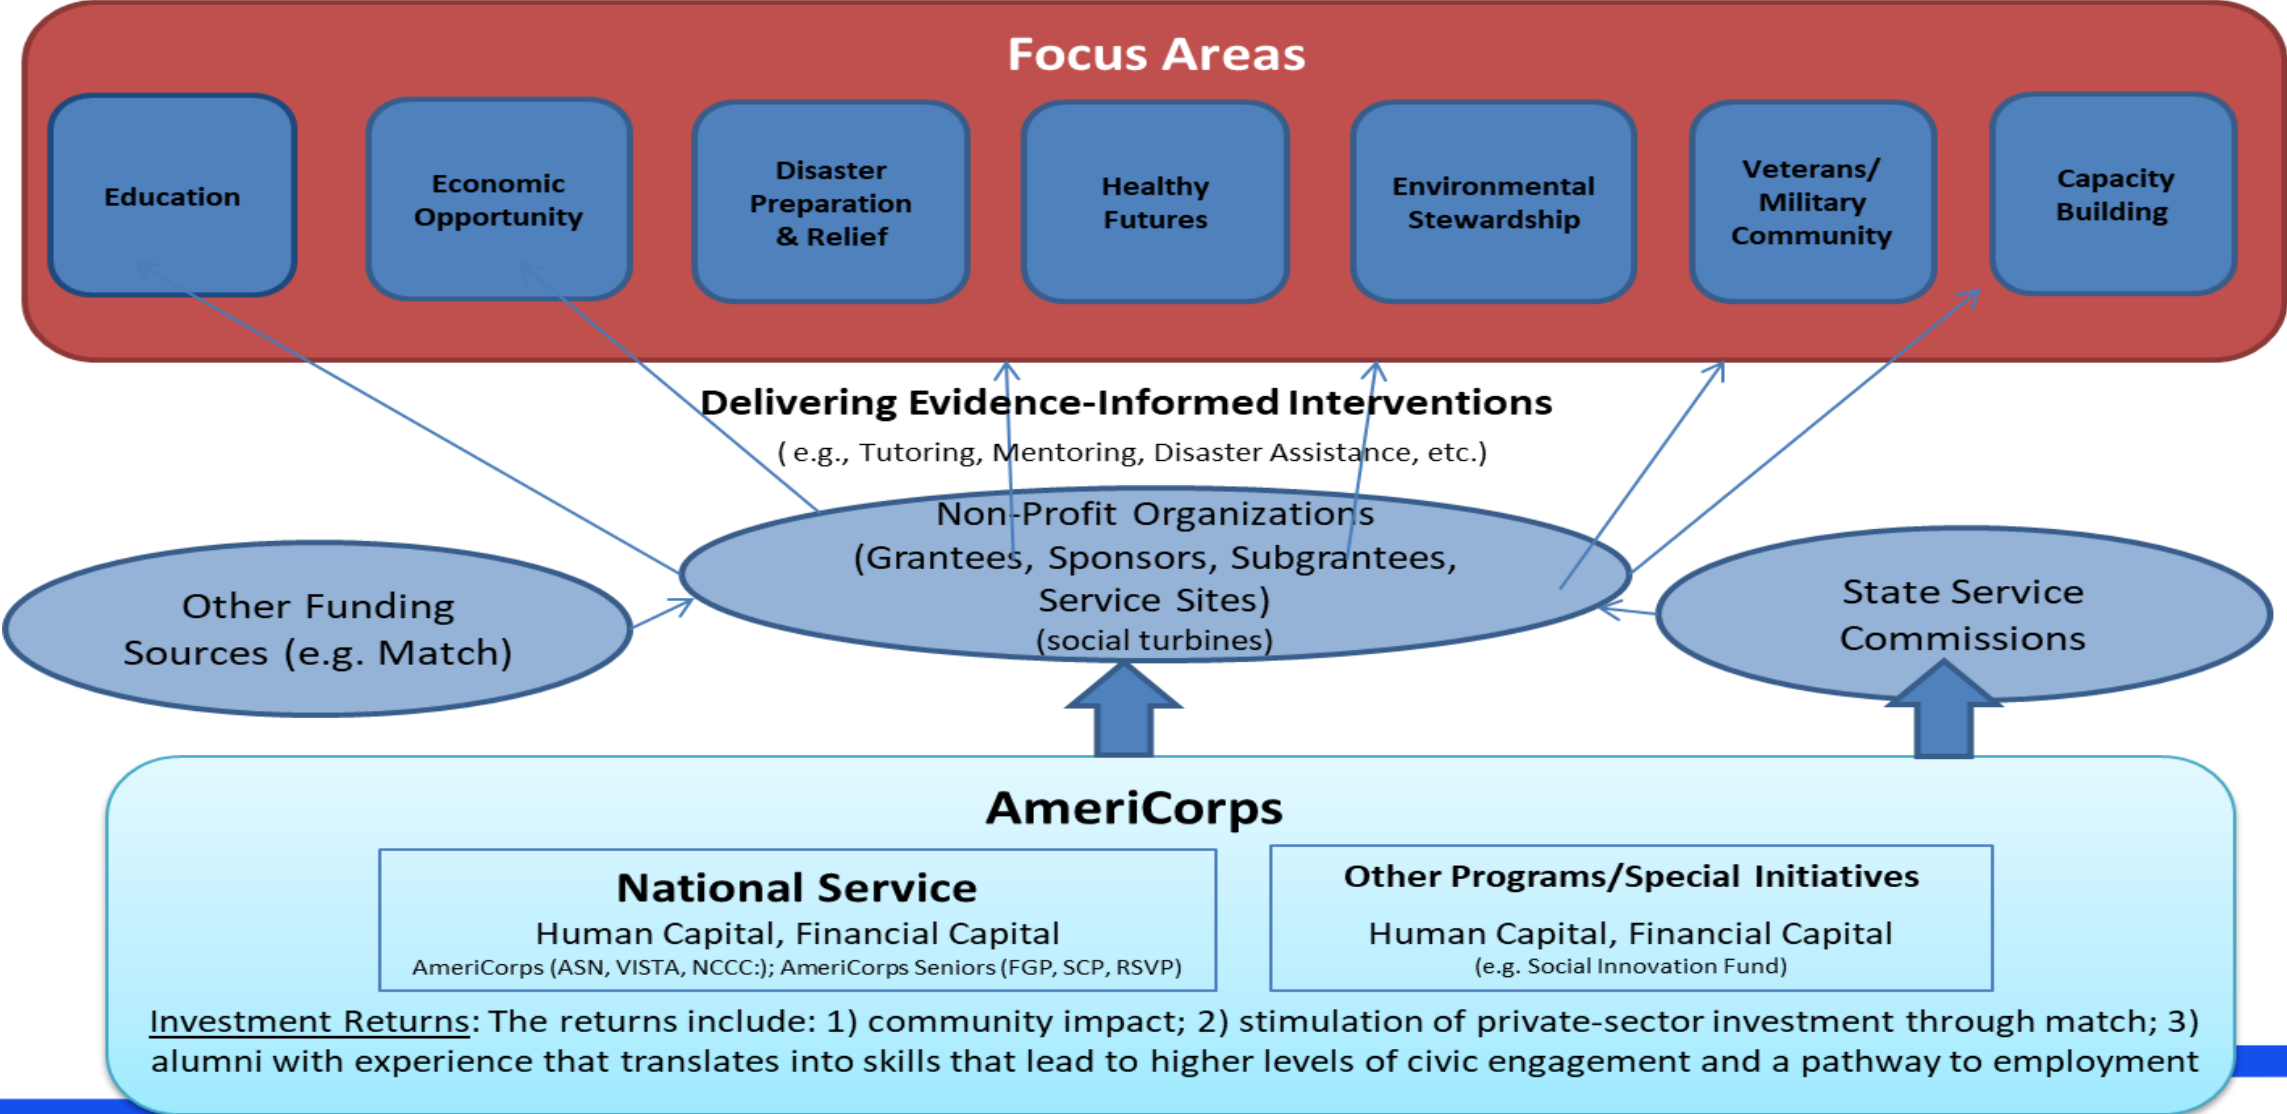 Focus Areas
Education
Economic
Opportunity
Disaster
Preparation
& Relief
Healthy
Futures
Environmental
Stewardship
Veterans/
Military
Community
Capacity
Building
Delivering Evidence-Informed Interventions
( e.g., Tutoring, Mentoring, Disaster Assistance, etc.)
Other Funding
Sources (e.g. Match)
Non-Profit Organizations
(Grantees, Sponsors, Subgrantees,
Service Sites)
(social turbines)
State Service
Commissions
AmeriCorps
National Service
Human Capital, Financial Capital
AmeriCorps (ASN, VISTA, NCCC:); AmeriCorps Seniors (FGP, SCP, RSVP)
Other Programs/Special Initiatives
Human Capital, Financial Capital
(e.g. Social Innovation Fund)
Investment Returns: The returns include: 1) community impact; 2) stimulation of private-sector investment through match; 3)
alumni with experience that translates into skills that lead to higher levels of civic engagement and a pathway to employment